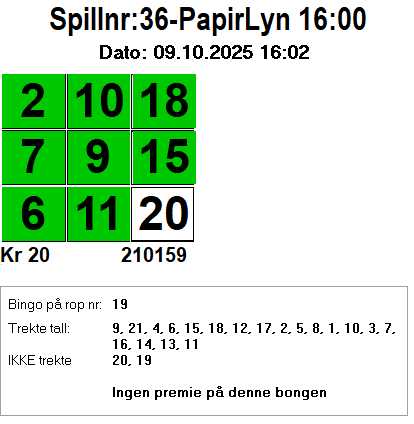 Spillnr:36-PapirLyn 16:00
Dato: 09.10.2025 16:02
2 10 18
7 9 15
6 11 20
Kr 20 210159
Bingo på rop nr: 19
Trekte tall: 9, 21, 4, 6, 15, 18, 12, 17, 2, 5, 8, 1, 10, 3, 7,
16, 14, 13, 11
IKKE trekte 20, 19
Ingen premie på denne bongen